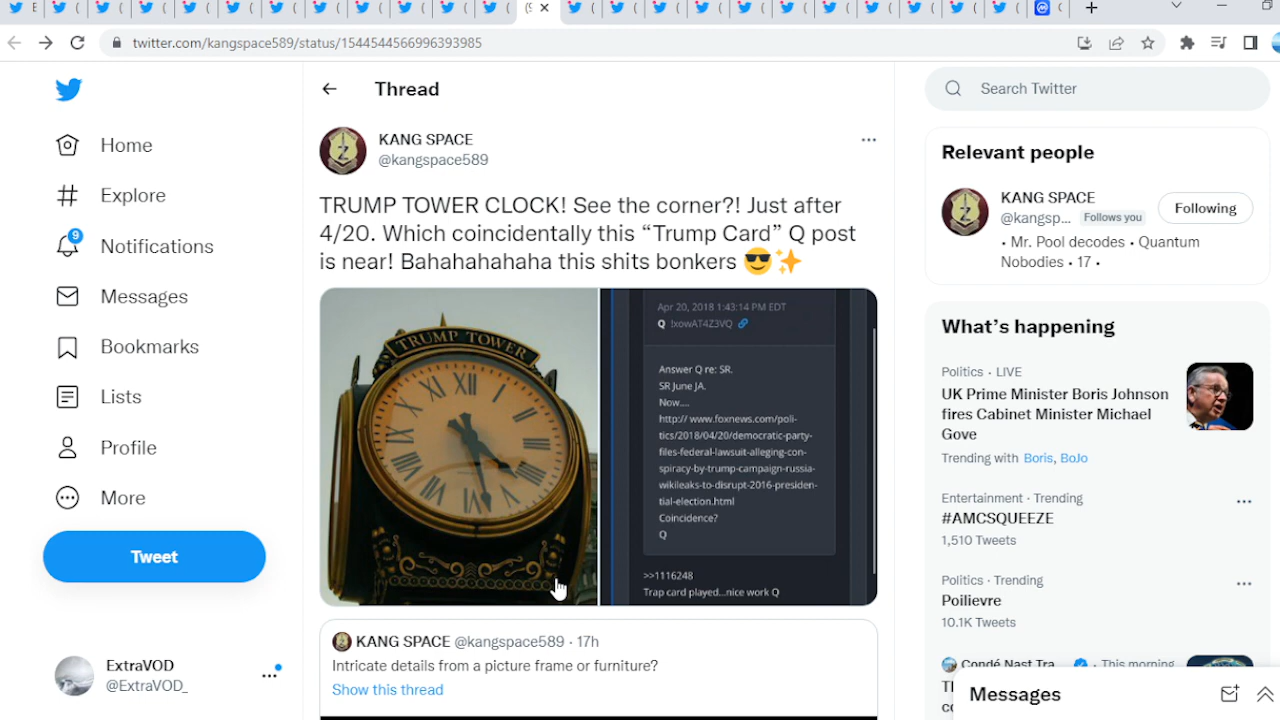 twitter.com/kangspace589/status/1544544566996393985
Home
Explore
9
Notifications
Messages
Bookmarks
Lists
Profile
More
Tweet
ExtraVOD
@ExtraVOD_
Thread
KANG SPACE
@kangspace589
TRUMP TOWER CLOCK! See the corner?! Just after
4/20. Which coincidentally this “Trump Card” Q post
is near! Bahahahahaha this shits bonkers 😎✨
TRUMP TOWER
XII
Apr 20, 2018 1:43:14 PM EDT
Q !xowAT4Z3VQ
Answer Q re: SR.
SR June JA.
Now....
http:// www.foxnews.com/poli-
tics/2018/04/20/democratic-party-
files-federal-lawsuit-alleging-con-
spiracy-by-trump-campaign-russia-
wikileaks-to-disrupt-2016-presiden-
tial-election.html
Coincidence?
Q
>>1116248
Trap card played...nice work Q
KANG SPACE @kangspace589 · 17h
Intricate details from a picture frame or furniture?
Show this thread
Search Twitter
Relevant people
KANG SPACE
@kangsp... Follows you
Following
• Mr. Pool decodes • Quantum
Nobodies • 17 •
What’s happening
Politics · LIVE
UK Prime Minister Boris Johnson
fires Cabinet Minister Michael
Gove
Trending with Boris, BoJo
Entertainment · Trending
#AMCSQUEEZE
1,510 Tweets
Politics · Trending
Poilievre
10.1K Tweets
Condé Nast Tra · This morning
Messages